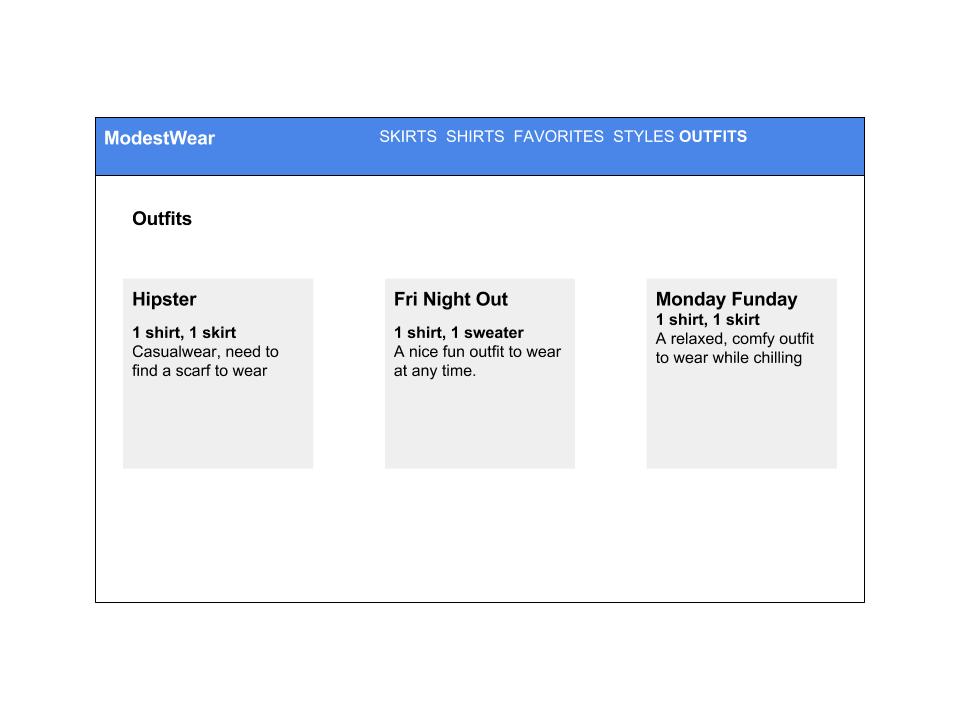 ModestWear
SKIRTS SHIRTS FAVORITES STYLES OUTFITS
Outfits
Hipster
1 shirt, 1 skirt
Casualwear, need to
find a scarf to wear
Fri Night Out
1 shirt, 1 sweater
A nice fun outfit to wear
at any time.
Monday Funday
1 shirt, 1 skirt
A relaxed, comfy outfit
to wear while chilling